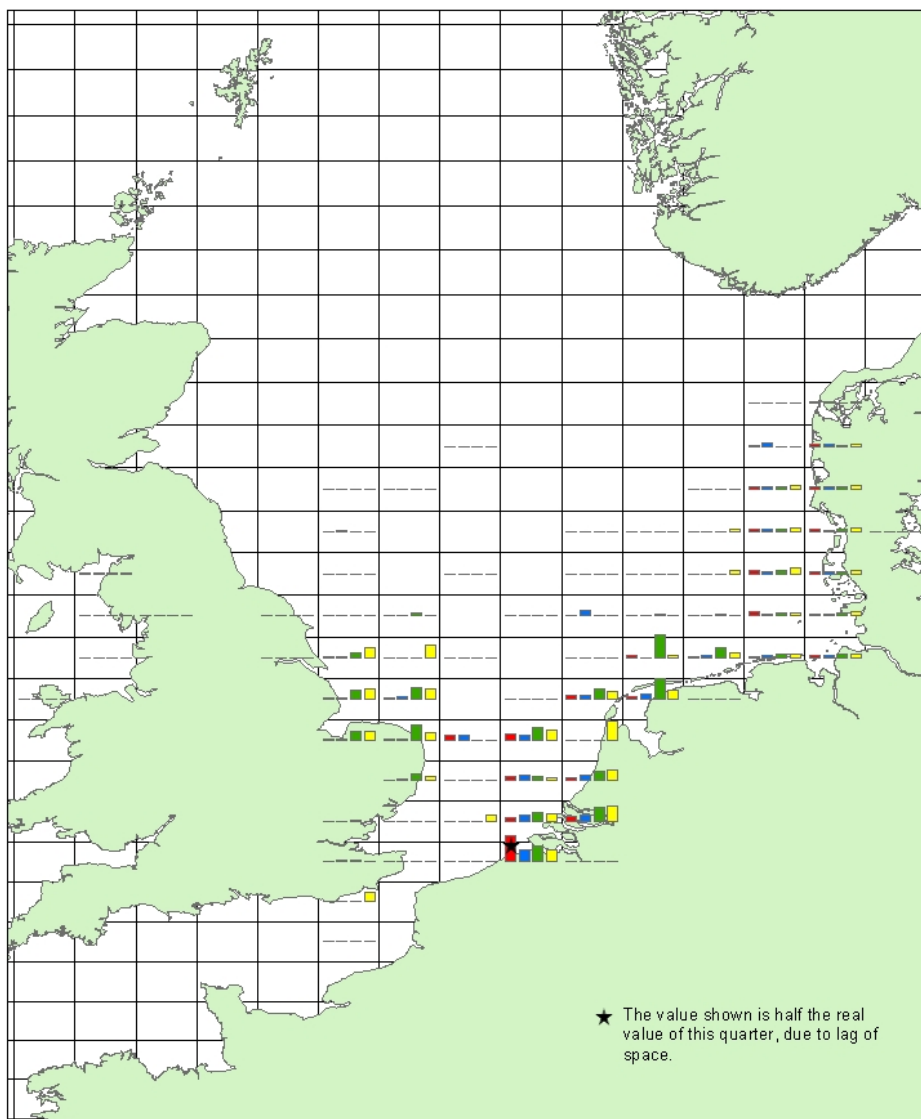 ★ The value shown is half the real
value of this quarter, due to lag of
space.